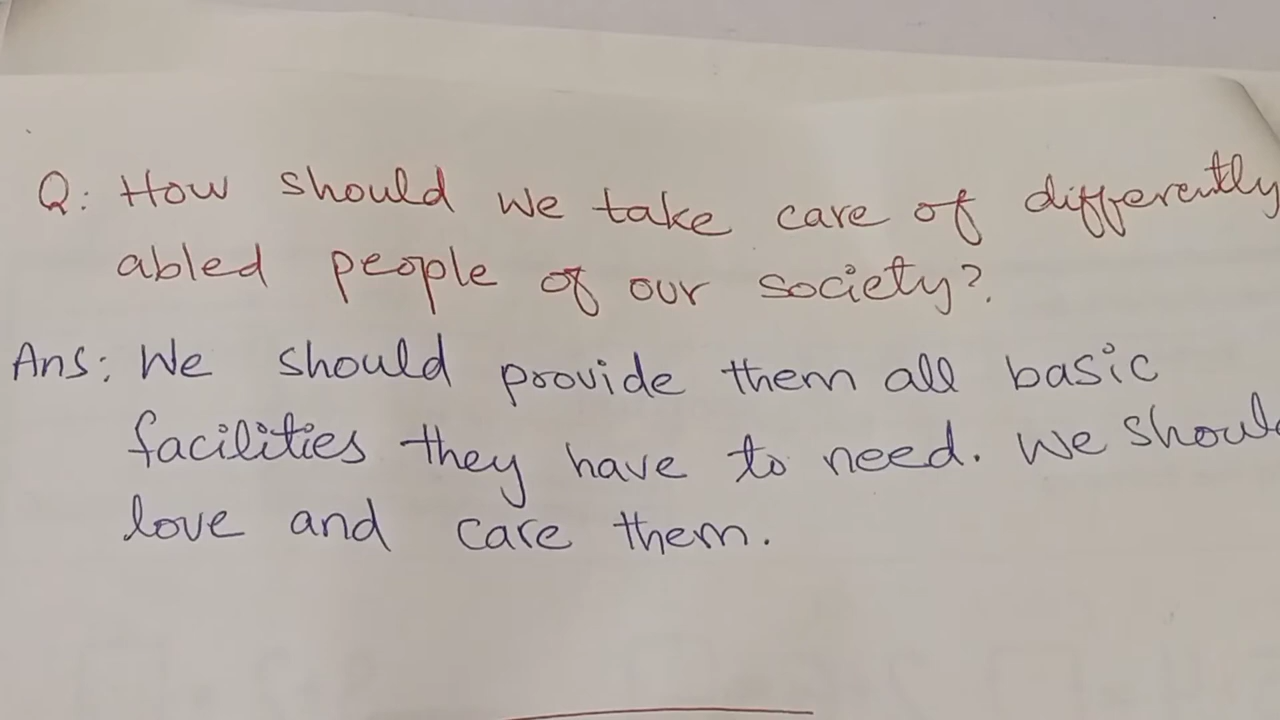 Q: How should we take care of differently
abled people of our society?
Ans: We should provide them all basic
facilities they have to need. We should
love and care them.